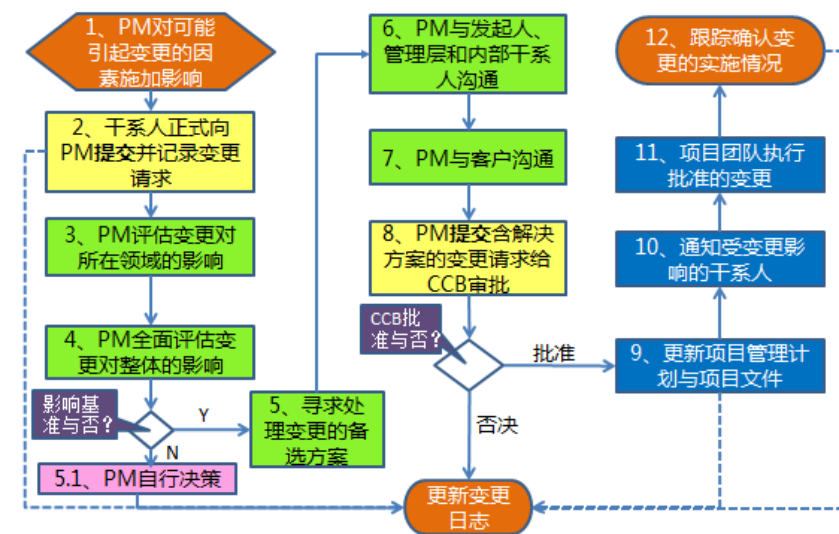 1、PM对可能
引起变更的因
素施加影响
2、干系人正式向
PM提交并记录变更
请求
3、PM评估变更对
所在领域的影响
4、PM全面评估变
更对整体的影响
影响基
准与否？
Y
N
5.1、PM自行决策
5、寻求处
理变更的备
选方案
6、PM与发起人、
管理层和内部干系
人沟通
7、PM与客户沟通
8、PM提交含解决
方案的变更请求给
CCB审批
CCB批
准与否？
批准
否决
更新变更
日志
9、更新项目管理计
划与项目文件
10、通知受变更影
响的干系人
11、项目团队执行
批准的变更
12、跟踪确认变
更的实施情况